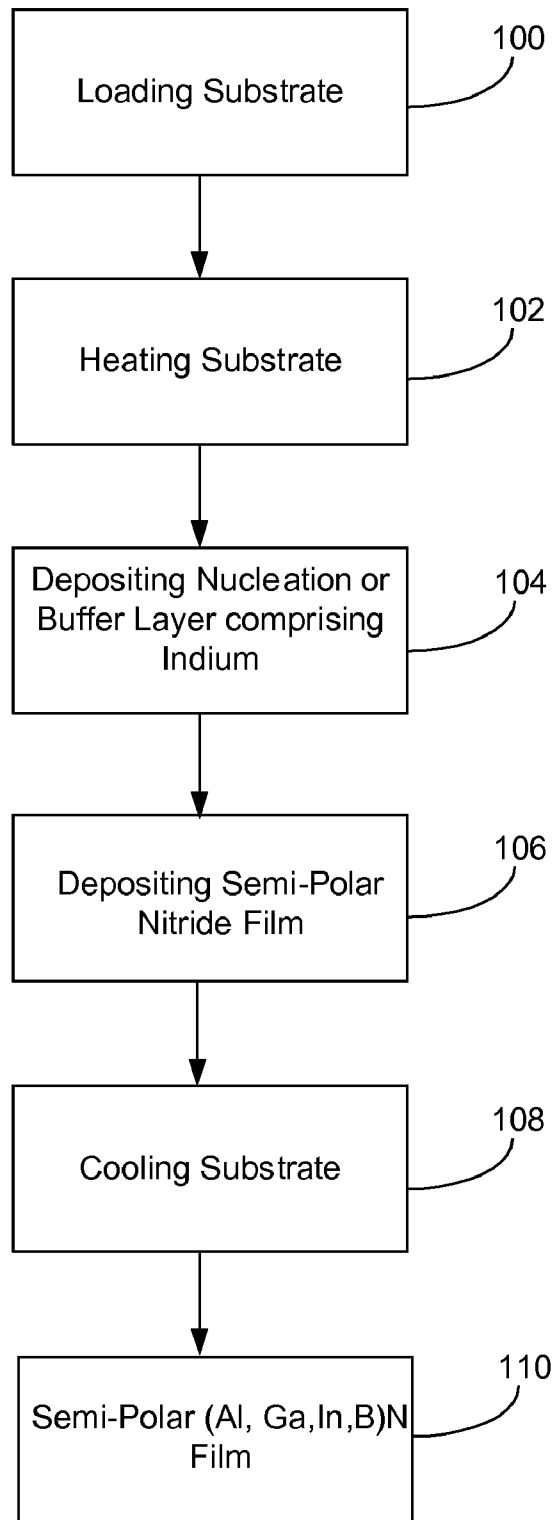 100
Loading Substrate
102
Heating Substrate
104
Depositing Nucleation or
Buffer Layer comprising
Indium
106
Depositing Semi-Polar
Nitride Film
108
Cooling Substrate
110
Semi-Polar (Al, Ga,In,B)N
Film